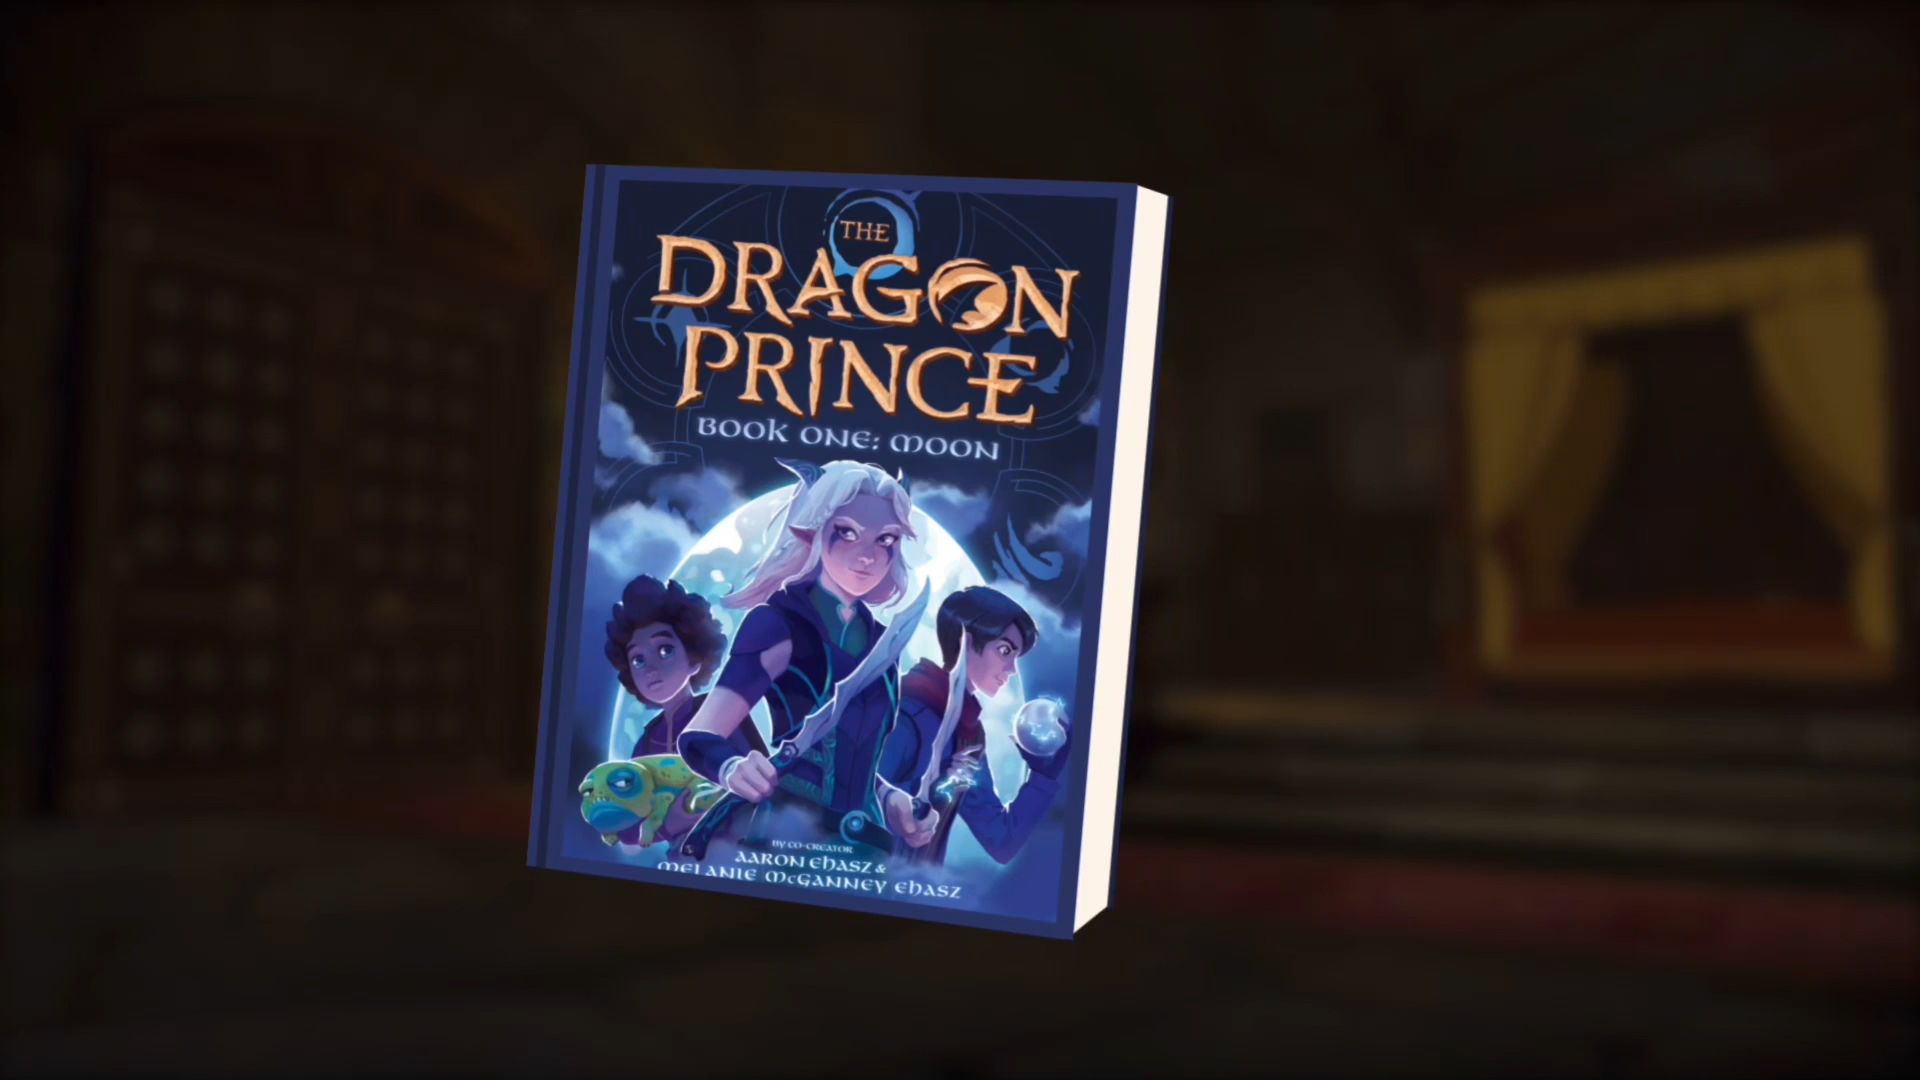 THE
DRAGON
PRINCE
BOOK ONE: MOON
BY CO-CREATOR
AARON EHASZ &
MELANIE McGANNEY EHASZ